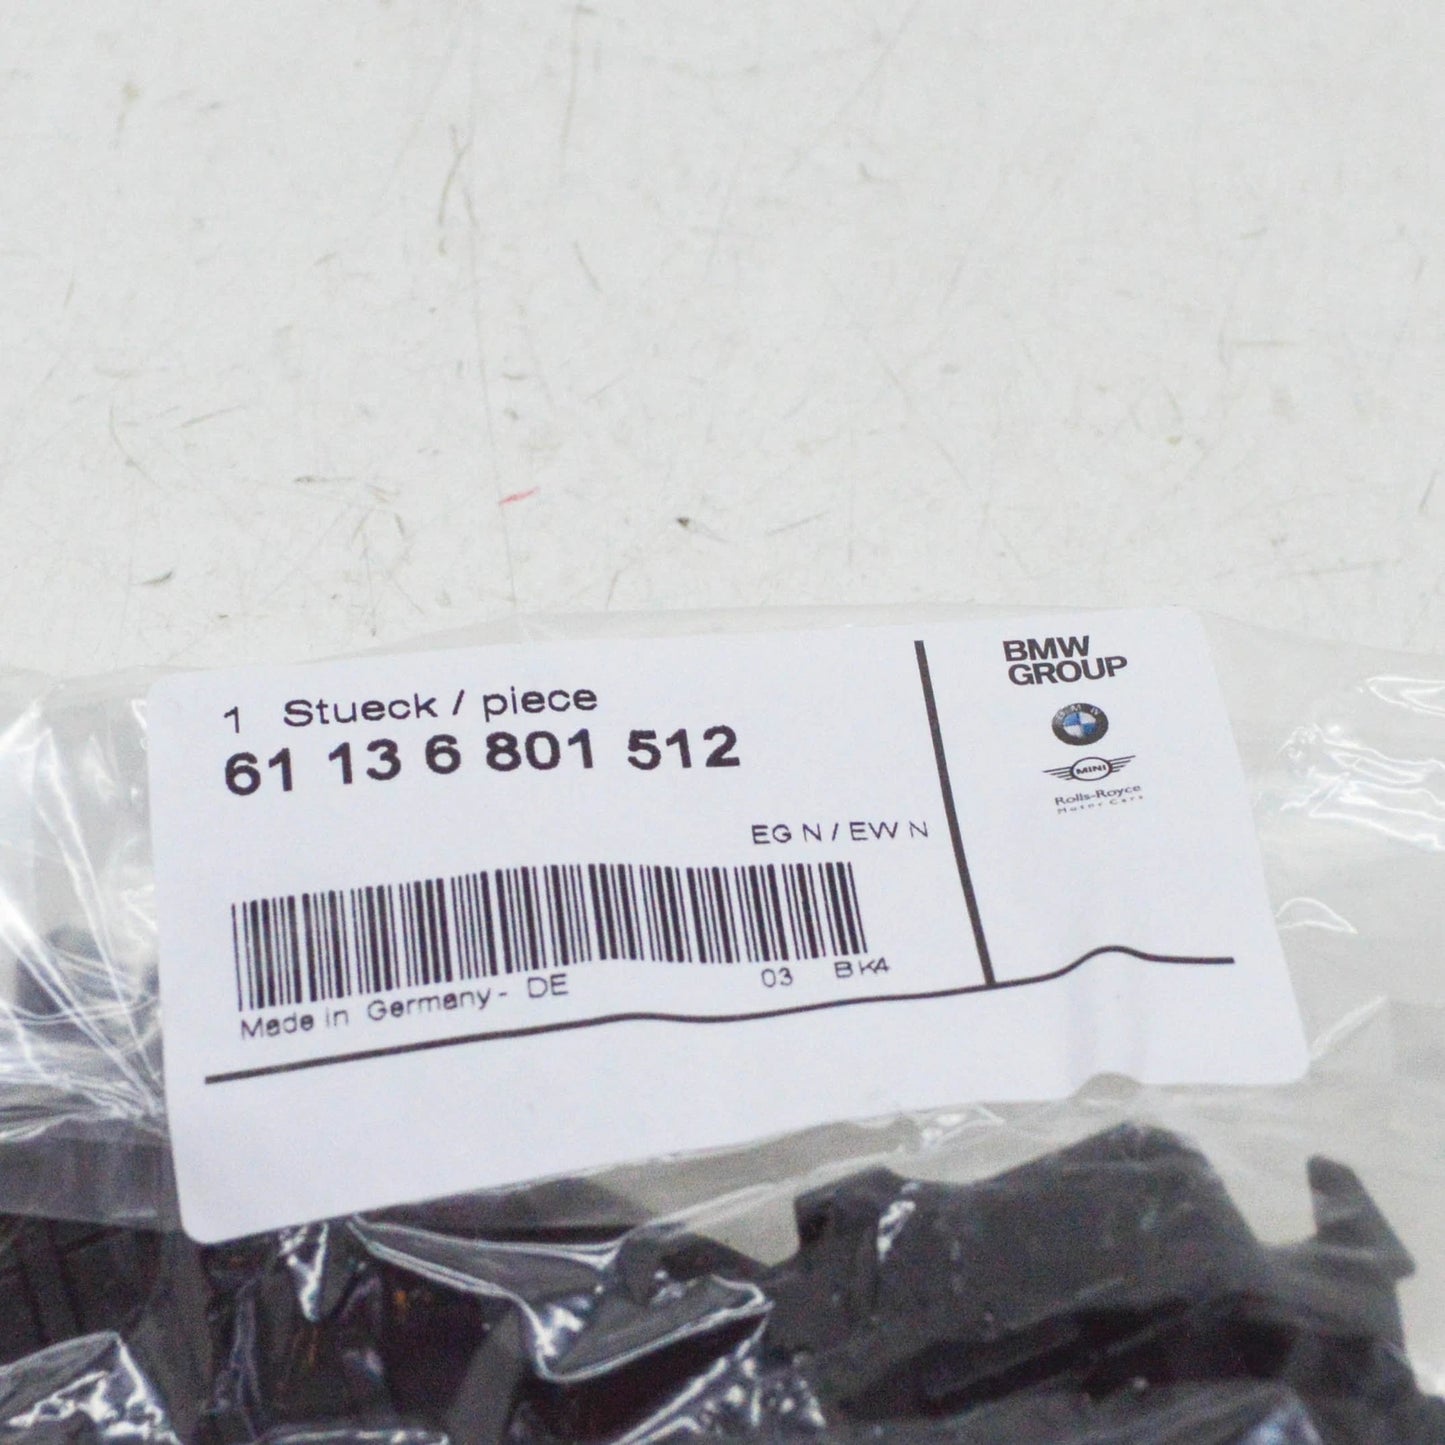 1 Stueck / piece
61 13 6 801 512
EG N / EW N
Made in Germany - DE 03 BK4
BMW
GROUP
BMW
MINI
Rolls-Royce
Motor Cars